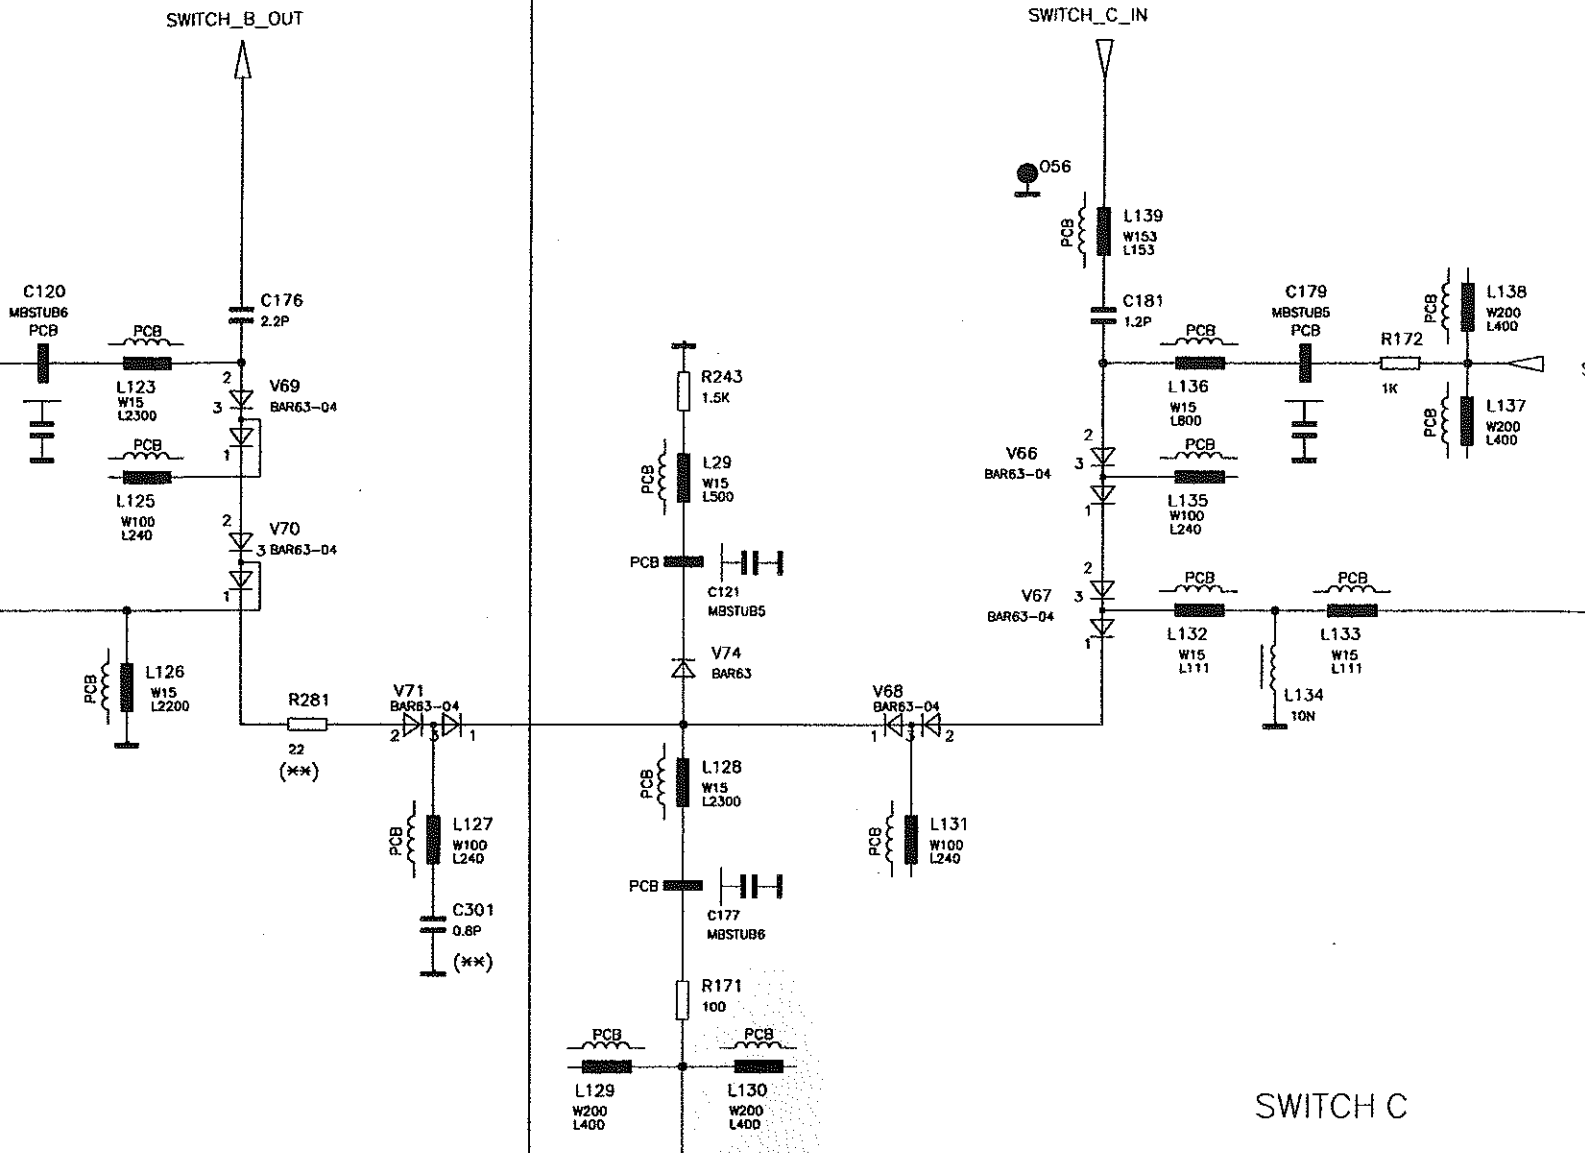 SWITCH_B_OUT
SWITCH_C_IN
O56
PCB
L139
W153
L153
C120
MBSTUB6
PCB
PCB
C176
2.2P
L123
W15
L2300
2
3
V69
BAR63-04
1
PCB
L125
W100
L240
2
V70
3 BAR63-04
1
PCB
L126
W15
L2200
R281
22
(**)
V71
BAR63-04
2
3
1
PCB
L127
W100
L240
C301
0.8P
(**)
R243
1.5K
PCB
L29
W15
L500
PCB
C121
MBSTUB5
V74
BAR63
PCB
L128
W15
L2300
PCB
C177
MBSTUB6
R171
100
PCB
L129
W200
L400
PCB
L130
W200
L400
C181
1.2P
PCB
L136
W15
L800
C179
MBSTUB5
PCB
R172
1K
PCB
L138
W200
L400
PCB
L137
W200
L400
S
V66
BAR63-04
2
3
1
PCB
L135
W100
L240
V67
BAR63-04
2
3
1
PCB
L132
W15
L111
PCB
L133
W15
L111
L134
10N
V68
BAR63-04
1
3
2
PCB
L131
W100
L240
SWITCH C